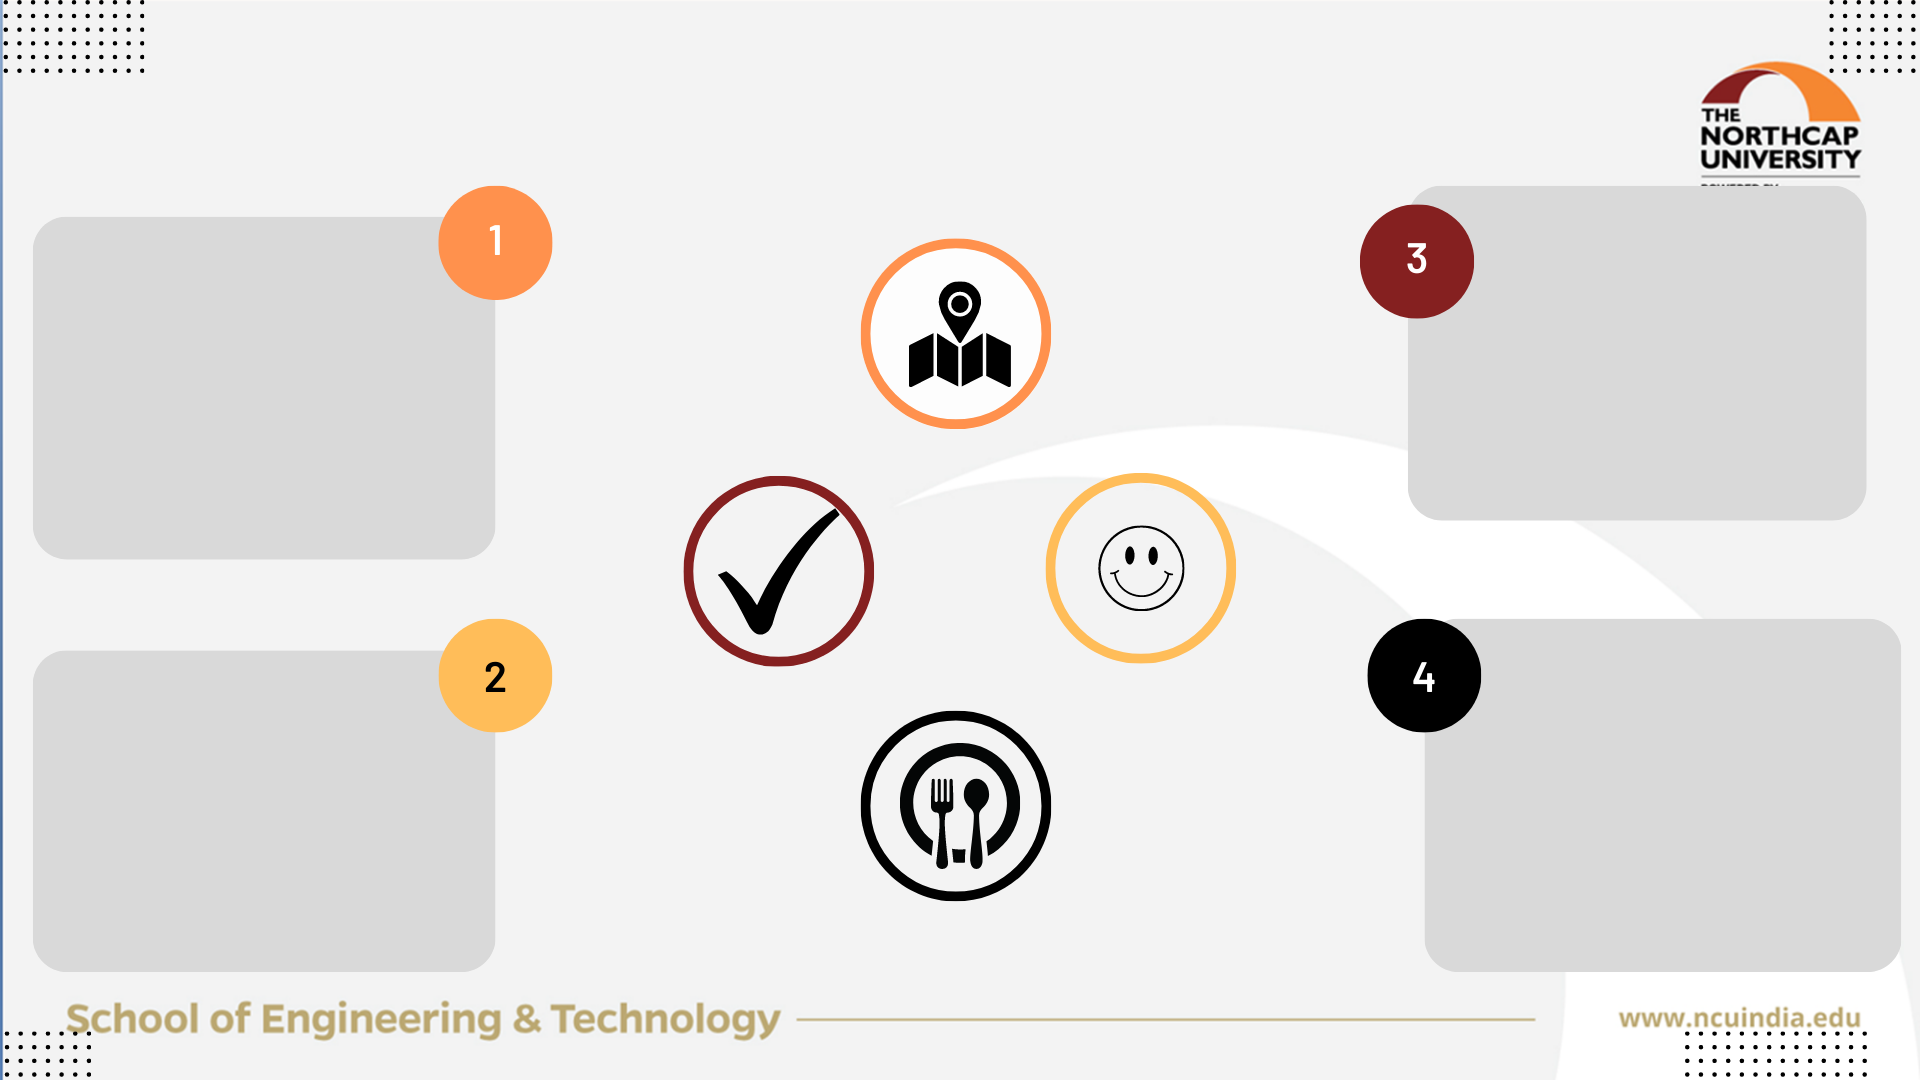 THE
NORTHCAP
UNIVERSITY
1
3
2
4
School of Engineering & Technology
www.ncuindia.edu